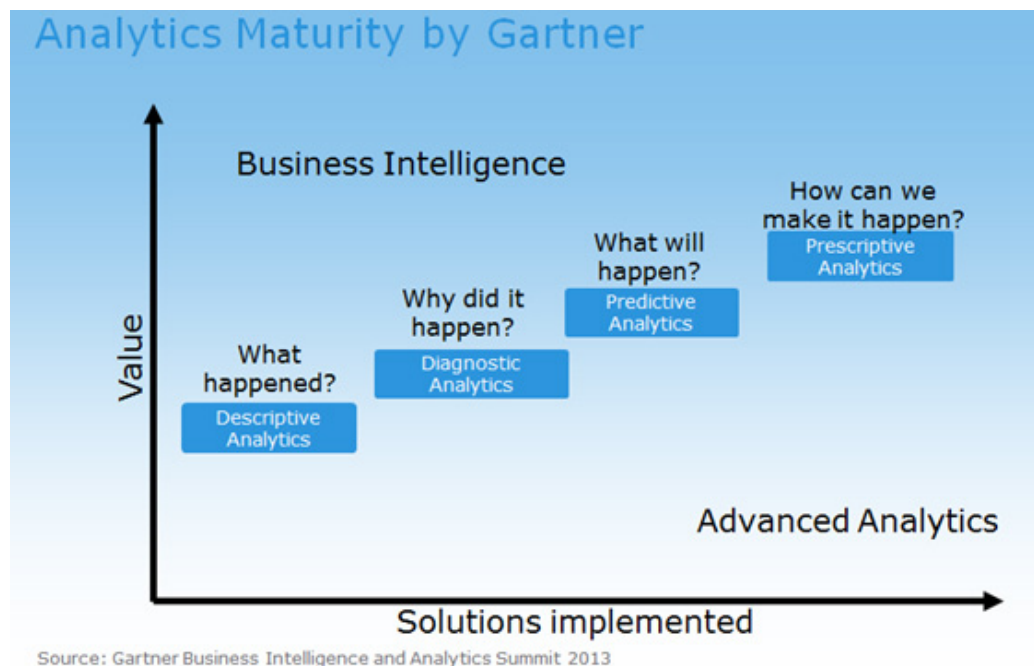 Analytics Maturity by Gartner
Business Intelligence
How can we
make it happen?
Prescriptive
Analytics
What will
happen?
Predictive
Analytics
Why did it
happen?
Diagnostic
Analytics
What
happened?
Descriptive
Analytics
Value
Advanced Analytics
Solutions implemented
Source: Gartner Business Intelligence and Analytics Summit 2013